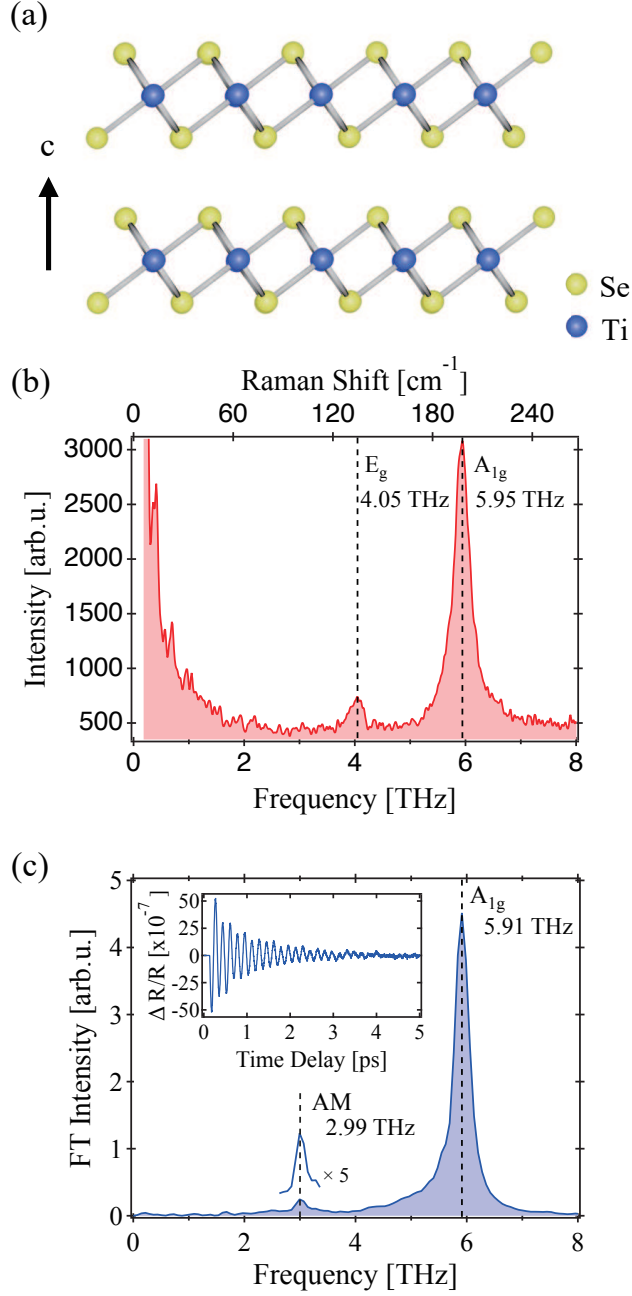 (a)
c
Se
Ti
(b)
Raman Shift [cm⁻¹]
0 60 120 180 240
3000
2500
2000
1500
1000
500
Intensity [arb.u.]
E_g
4.05 THz
A_1g
5.95 THz
0 2 4 6 8
Frequency [THz]
(c)
5
4
3
2
1
0
FT Intensity [arb.u.]
50
25
0
-25
-50
ΔR/R [x10⁻⁷]
0 1 2 3 4 5
Time Delay [ps]
A_1g
5.91 THz
AM
2.99 THz
× 5
0 2 4 6 8
Frequency [THz]